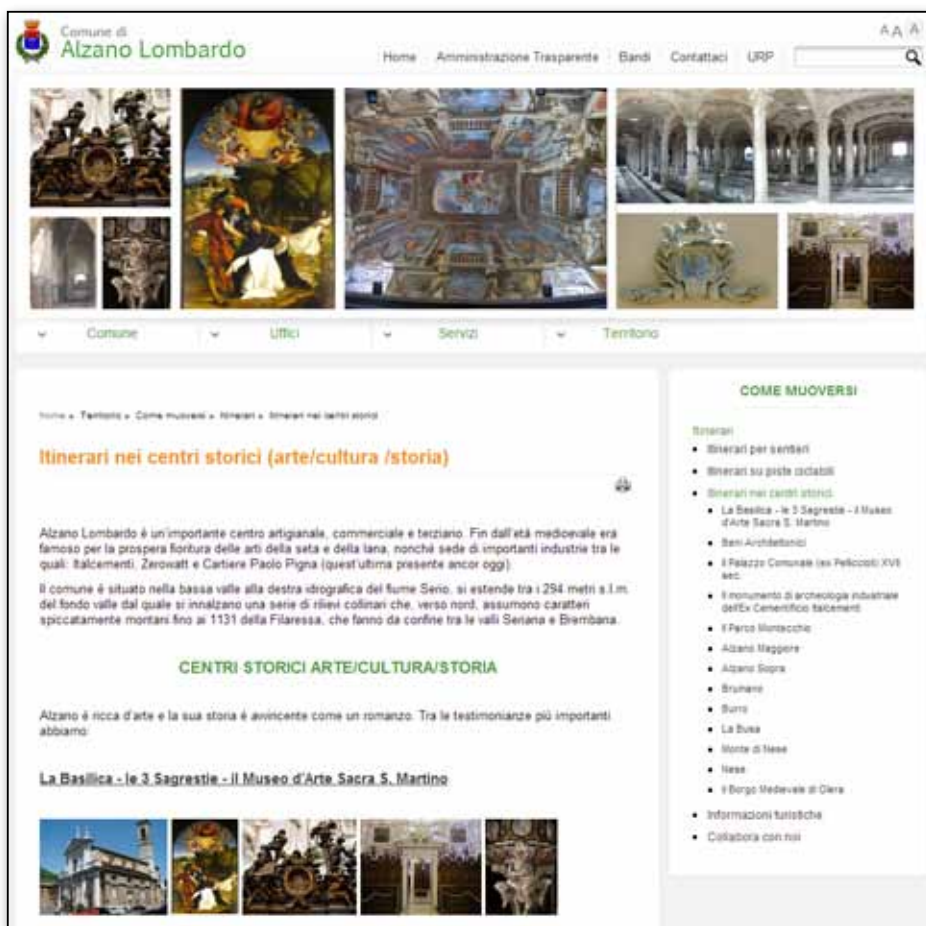 Comune di
Alzano Lombardo
A A A
Home Amministrazione Trasparente Bandi Contattaci URP
Comune Uffici Servizi Territorio
home » Territorio » Come muoversi » Itinerari » Itinerari nei centri storici
Itinerari nei centri storici (arte/cultura /storia)
Alzano Lombardo è un'importante centro artigianale, commerciale e terziario. Fin dall'età medioevale era
famoso per la prospera fioritura delle arti della seta e della lana, nonché sede di importanti industrie tra le
quali: Italcementi, Zerowatt e Cartiere Paolo Pigna (quest'ultima presente ancor oggi).
Il comune è situato nella bassa valle alla destra idrografica del fiume Serio, si estende tra i 294 metri s.l.m.
del fondo valle dal quale si innalzano una serie di rilievi collinari che, verso nord, assumono caratteri
spiccatamente montani fino ai 1131 della Filaressa, che fanno da confine tra le valli Seriana e Brembana.
CENTRI STORICI ARTE/CULTURA/STORIA
Alzano è ricca d'arte e la sua storia è avvincente come un romanzo. Tra le testimonianze più importanti
abbiamo:
La Basilica - le 3 Sagrestie - il Museo d'Arte Sacra S. Martino
COME MUOVERSI
Itinerari
Itinerari per sentieri
Itinerari su piste ciclabili
Itinerari nei centri storici
La Basilica - le 3 Sagrestie - il Museo
d'Arte Sacra S. Martino
Beni Architettonici
Il Palazzo Comunale (ex Pelliccioli) XVII
sec.
Il monumento di archeologia industriale
dell'Ex Cementificio Italcementi
Il Parco Montecchio
Alzano Maggiore
Alzano Sopra
Brumano
Burro
La Busa
Monte di Nese
Nese
Il Borgo Medievale di Olera
Informazioni turistiche
Collabora con noi